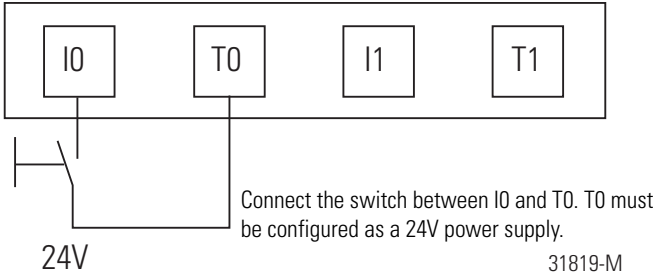 I0 T0 I1 T1
Connect the switch between I0 and T0. T0 must
be configured as a 24V power supply.
24V
31819-M